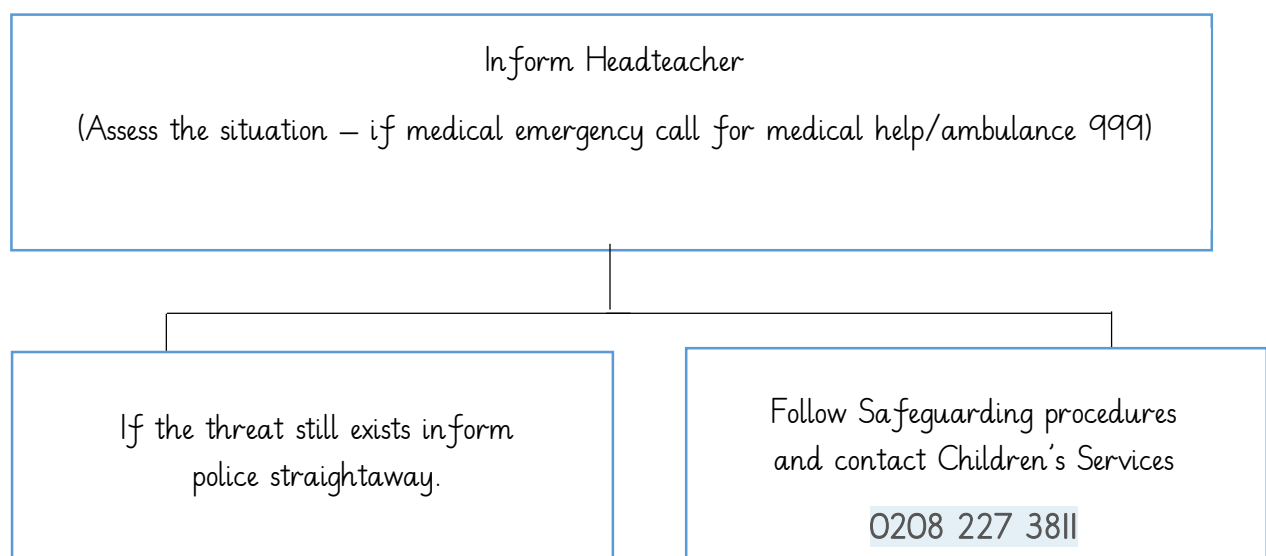 Inform Headteacher
(Assess the situation – if medical emergency call for medical help/ambulance 999)
If the threat still exists inform
police straightaway.
Follow Safeguarding procedures
and contact Children's Services
0208 227 3811